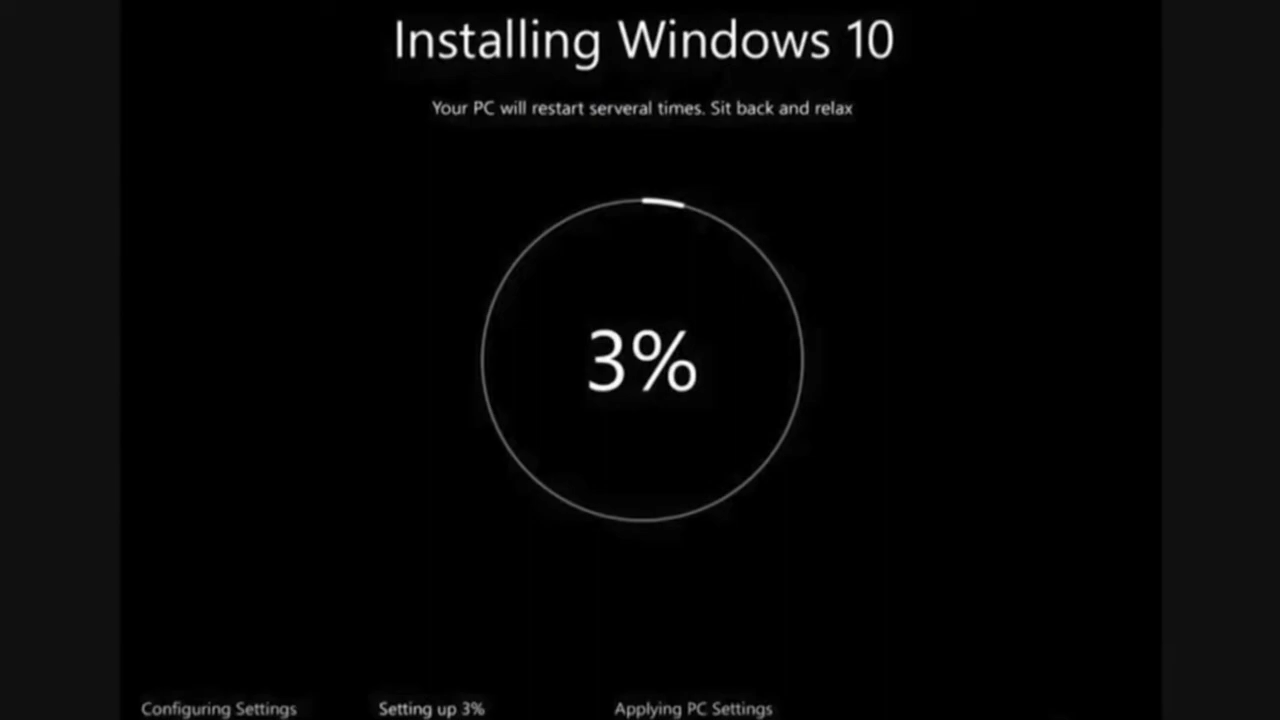 Installing Windows 10
Your PC will restart serveral times. Sit back and relax
3%
Configuring Settings Setting up 3% Applying PC Settings